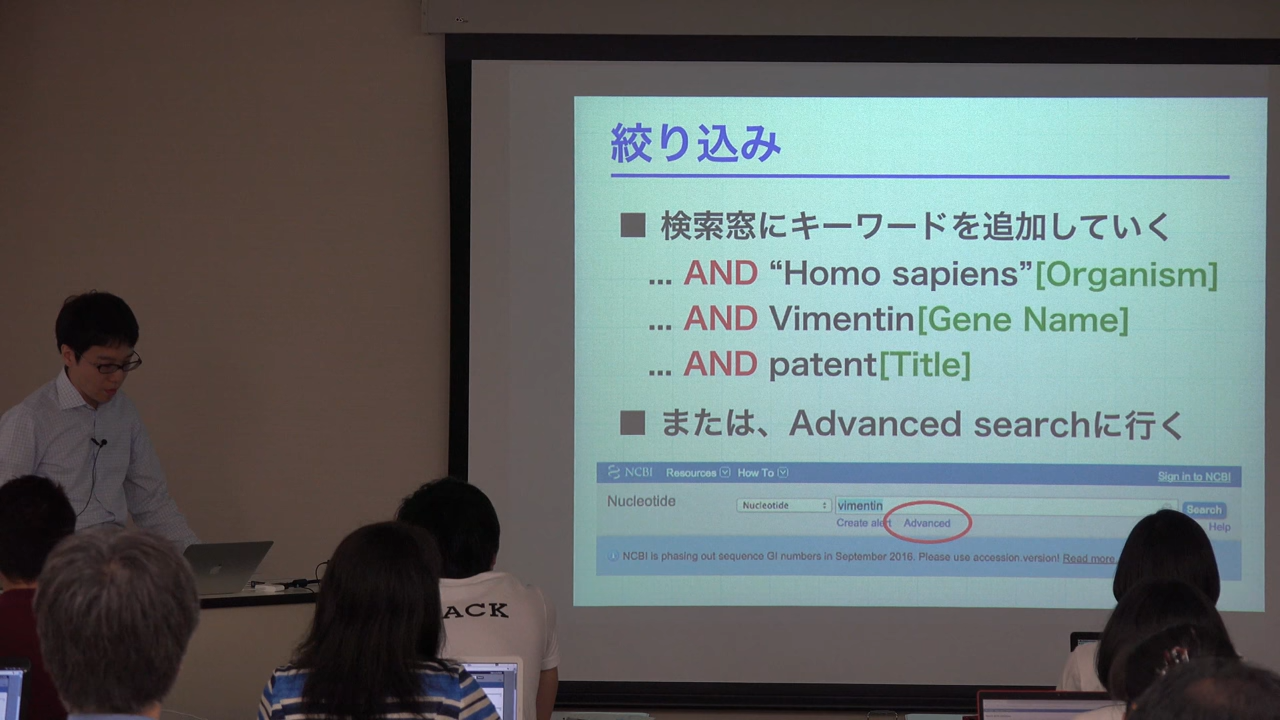 絞り込み
■ 検索窓にキーワードを追加していく
... AND “Homo sapiens”[Organism]
... AND Vimentin[Gene Name]
... AND patent[Title]
■ または、Advanced searchに行く
NCBI Resources How To Sign in to NCBI
Nucleotide Nucleotide vimentin Search
Create alert Advanced Help
NCBI is phasing out sequence GI numbers in September 2016. Please use accession.version! Read more
ACK